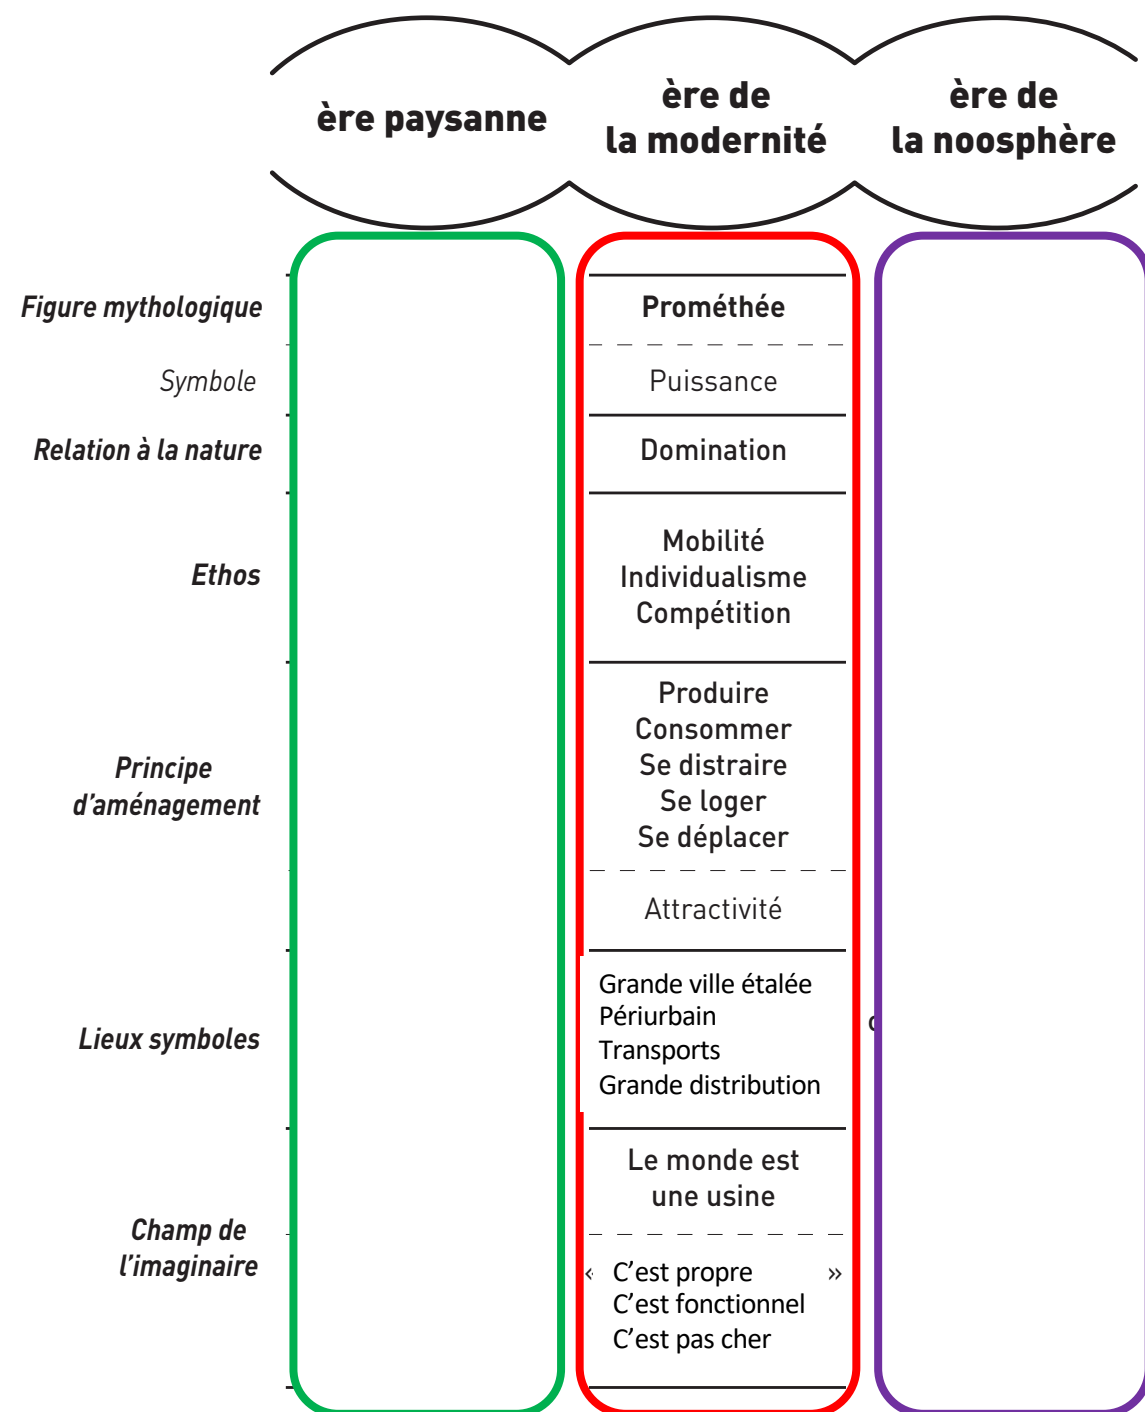 ère paysanne
ère de
la modernité
ère de
la noosphère
Figure mythologique
Prométhée
Symbole
Puissance
Relation à la nature
Domination
Ethos
Mobilité
Individualisme
Compétition
Principe
d’aménagement
Produire
Consommer
Se distraire
Se loger
Se déplacer
Attractivité
Lieux symboles
Grande ville étalée
Périurbain
Transports
Grande distribution
Champ de
l’imaginaire
Le monde est
une usine
« C’est propre »
C’est fonctionnel
C’est pas cher